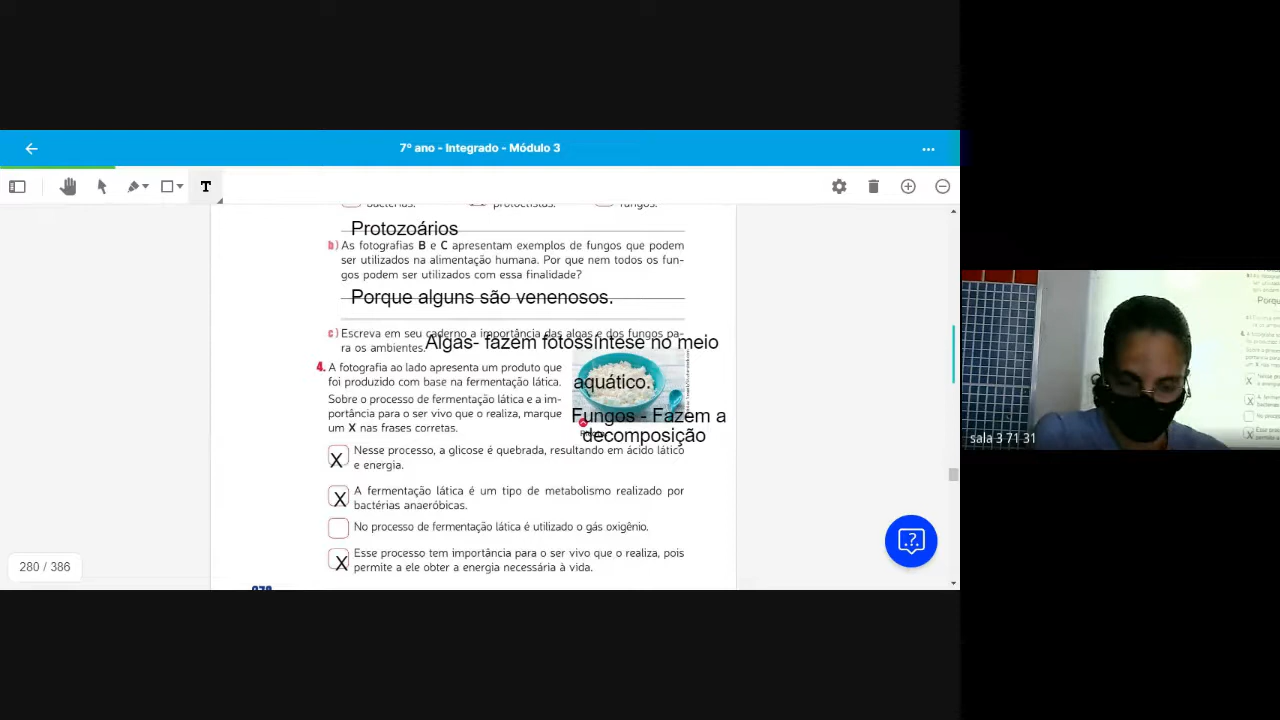 7º ano - Integrado - Módulo 3
...
T
bactérias. protoctistas. fungos.
Protozoários
b) As fotografias B e C apresentam exemplos de fungos que podem
ser utilizados na alimentação humana. Por que nem todos os fun-
gos podem ser utilizados com essa finalidade?
Porque alguns são venenosos.
c) Escreva em seu caderno a importância das algas e dos fungos pa-
ra os ambientes.
Algas- fazem fotossíntese no meio
aquático.
Fungos - Fazem a
decomposição
4. A fotografia ao lado apresenta um produto que
foi produzido com base na fermentação lática.
Sobre o processo de fermentação lática e a im-
portância para o ser vivo que o realiza, marque
um X nas frases corretas.
X Nesse processo, a glicose é quebrada, resultando em ácido lático
e energia.
X A fermentação lática é um tipo de metabolismo realizado por
bactérias anaeróbicas.
No processo de fermentação lática é utilizado o gás oxigênio.
X Esse processo tem importância para o ser vivo que o realiza, pois
permite a ele obter a energia necessária à vida.
280 / 386
sala 3 71 31